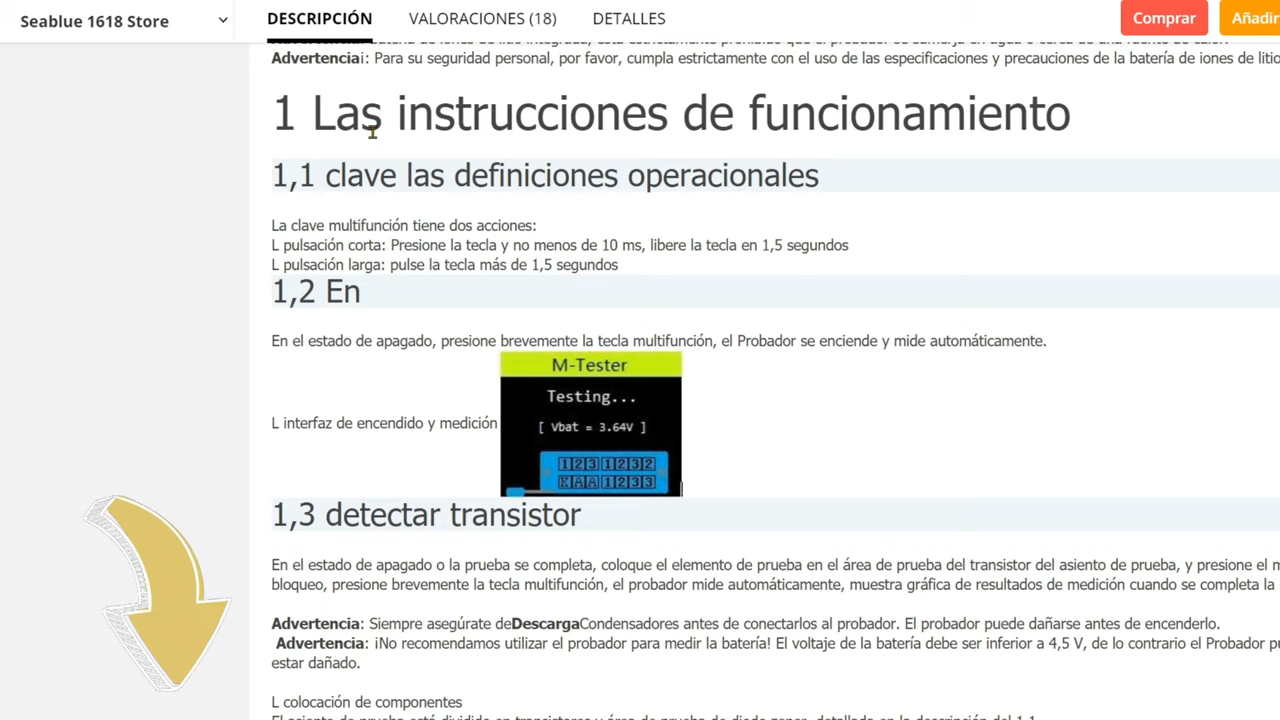 Seablue 1618 Store
DESCRIPCIÓN
VALORACIONES (18)
DETALLES
Comprar
Añadir
Advertenciai: Para su seguridad personal, por favor, cumpla estrictamente con el uso de las especificaciones y precauciones de la batería de iones de litio
1 Las instrucciones de funcionamiento
1,1 clave las definiciones operacionales
La clave multifunción tiene dos acciones:
L pulsación corta: Presione la tecla y no menos de 10 ms, libere la tecla en 1,5 segundos
L pulsación larga: pulse la tecla más de 1,5 segundos
1,2 En
En el estado de apagado, presione brevemente la tecla multifunción, el Probador se enciende y mide automáticamente.
M-Tester
Testing...
[ Vbat = 3.64V ]
L interfaz de encendido y medición
123 1232
KAA 1233
1,3 detectar transistor
En el estado de apagado o la prueba se completa, coloque el elemento de prueba en el área de prueba del transistor del asiento de prueba, y presione el m
bloqueo, presione brevemente la tecla multifunción, el probador mide automáticamente, muestra gráfica de resultados de medición cuando se completa la
Advertencia: Siempre asegúrate deDescargaCondensadores antes de conectarlos al probador. El probador puede dañarse antes de encenderlo.
Advertencia: ¡No recomendamos utilizar el probador para medir la batería! El voltaje de la batería debe ser inferior a 4,5 V, de lo contrario el Probador pu
estar dañado.
L colocación de componentes